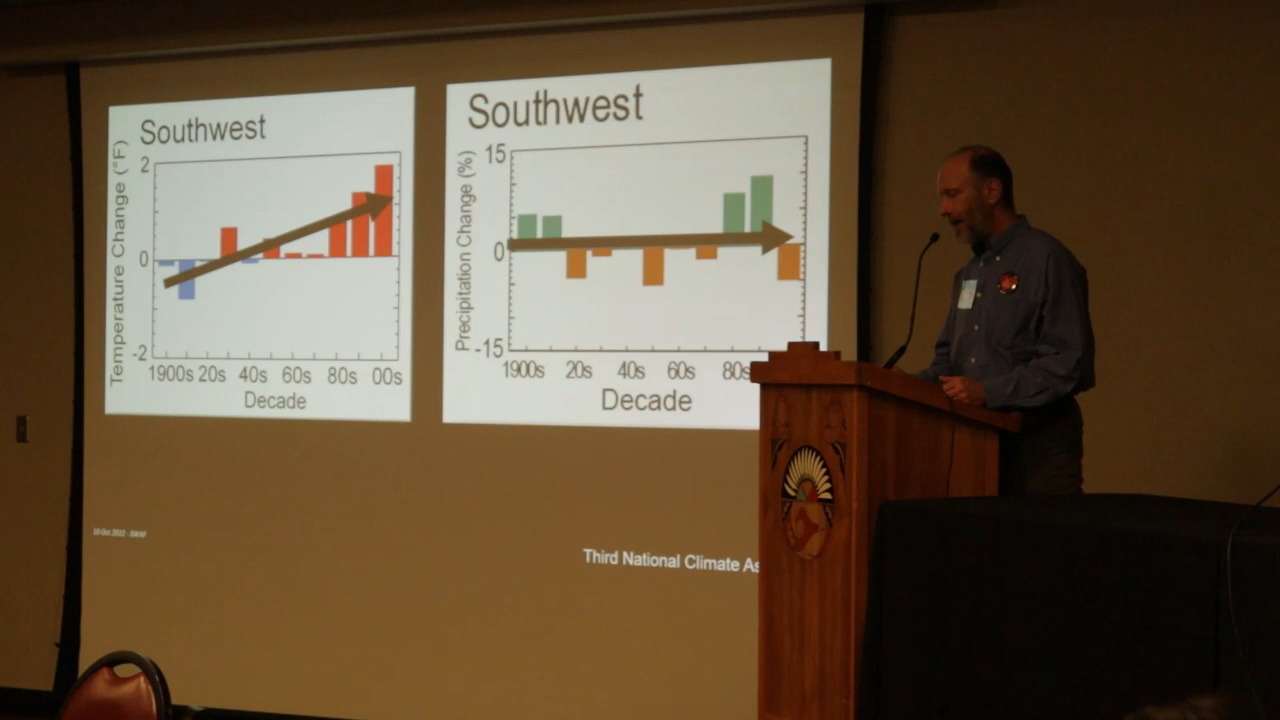 Southwest
Temperature Change (°F)
2
0
-2
1900s 20s 40s 60s 80s 00s
Decade
Southwest
Precipitation Change (%)
15
0
-15
1900s 20s 40s 60s 80s
Decade
Third National Climate As